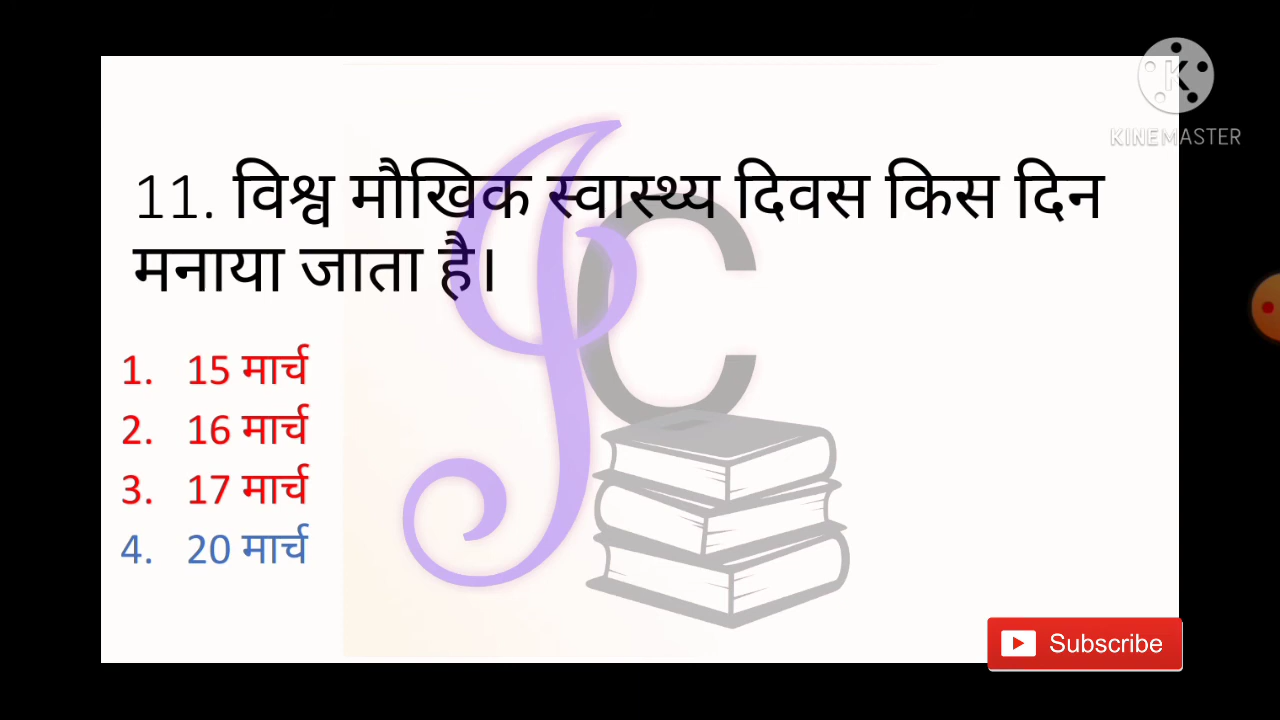 KINEMASTER
11. विश्व मौखिक स्वास्थ्य दिवस किस दिन
मनाया जाता है।
1. 15 मार्च
2. 16 मार्च
3. 17 मार्च
4. 20 मार्च
Subscribe